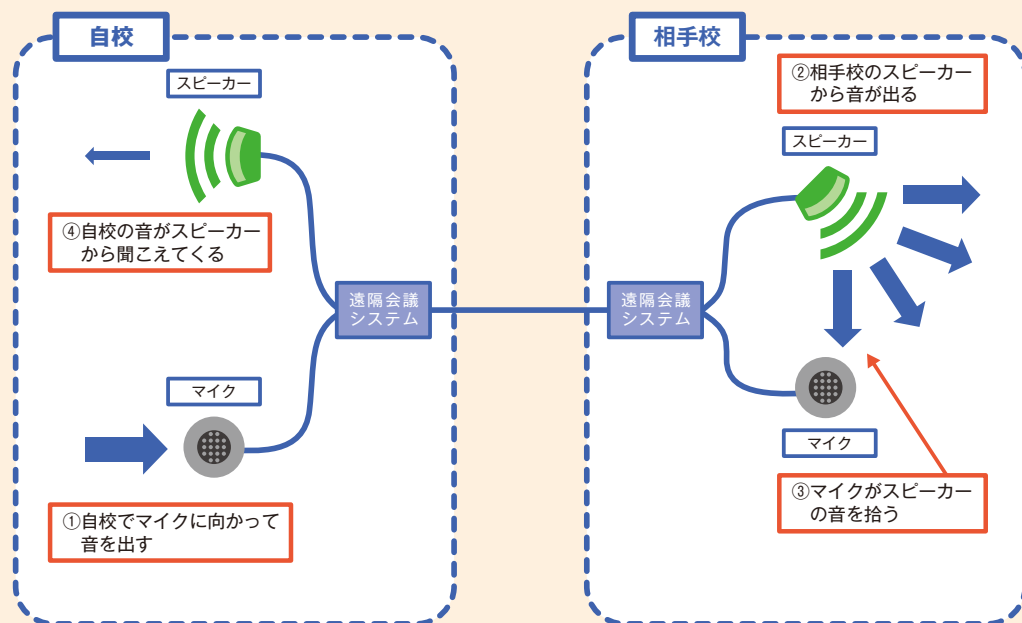 自校
スピーカー
④自校の音がスピーカー
から聞こえてくる
遠隔会議
システム
マイク
①自校でマイクに向かって
音を出す
相手校
②相手校のスピーカー
から音が出る
スピーカー
遠隔会議
システム
マイク
③マイクがスピーカー
の音を拾う